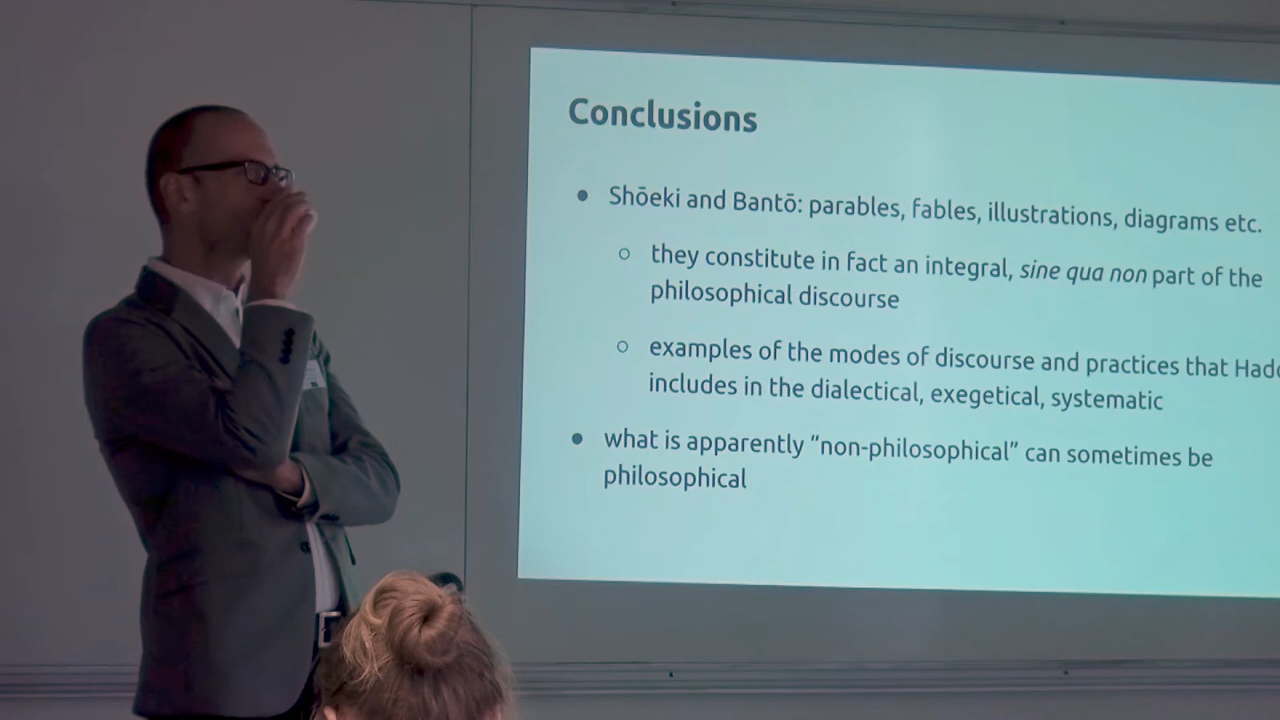 Conclusions
● Shōeki and Bantō: parables, fables, illustrations, diagrams etc.
○ they constitute in fact an integral, sine qua non part of the
philosophical discourse
○ examples of the modes of discourse and practices that
includes in the dialectical, exegetical, systematic
● what is apparently “non-philosophical” can sometimes be
philosophical